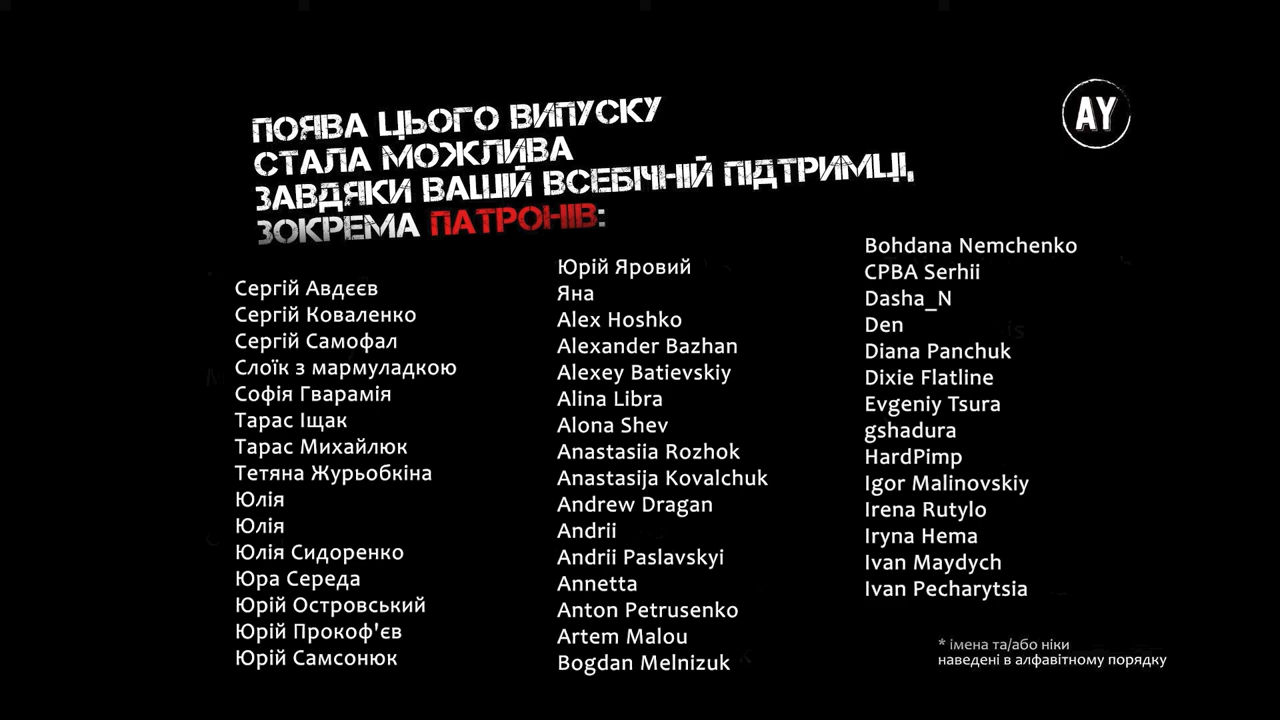 ПОЯВА ЦЬОГО ВИПУСКУ
СТАЛА МОЖЛИВА
ЗАВДЯКИ ВАШІЙ ВСЕБІЧНІЙ ПІДТРИМЦІ,
ЗОКРЕМА ПАТРОНІВ:
АУ
Сергій Авдєєв
Сергій Коваленко
Сергій Самофал
Слоїк з мармуладкою
Софія Гварамія
Тарас Іщак
Тарас Михайлюк
Тетяна Журьобкіна
Юлія
Юлія
Юлія Сидоренко
Юра Середа
Юрій Островський
Юрій Прокоф'єв
Юрій Самсонюк
Юрій Яровий
Яна
Alex Hoshko
Alexander Bazhan
Alexey Batievskiy
Alina Libra
Alona Shev
Anastasiia Rozhok
Anastasija Kovalchuk
Andrew Dragan
Andrii
Andrii Paslavskyi
Annetta
Anton Petrusenko
Artem Malou
Bogdan Melnizuk
Bohdana Nemchenko
CPBA Serhii
Dasha_N
Den
Diana Panchuk
Dixie Flatline
Evgeniy Tsura
gshadura
HardPimp
Igor Malinovskiy
Irena Rutylo
Iryna Hema
Ivan Maydych
Ivan Pecharytsia
* імена та/або ніки
наведені в алфавітному порядку